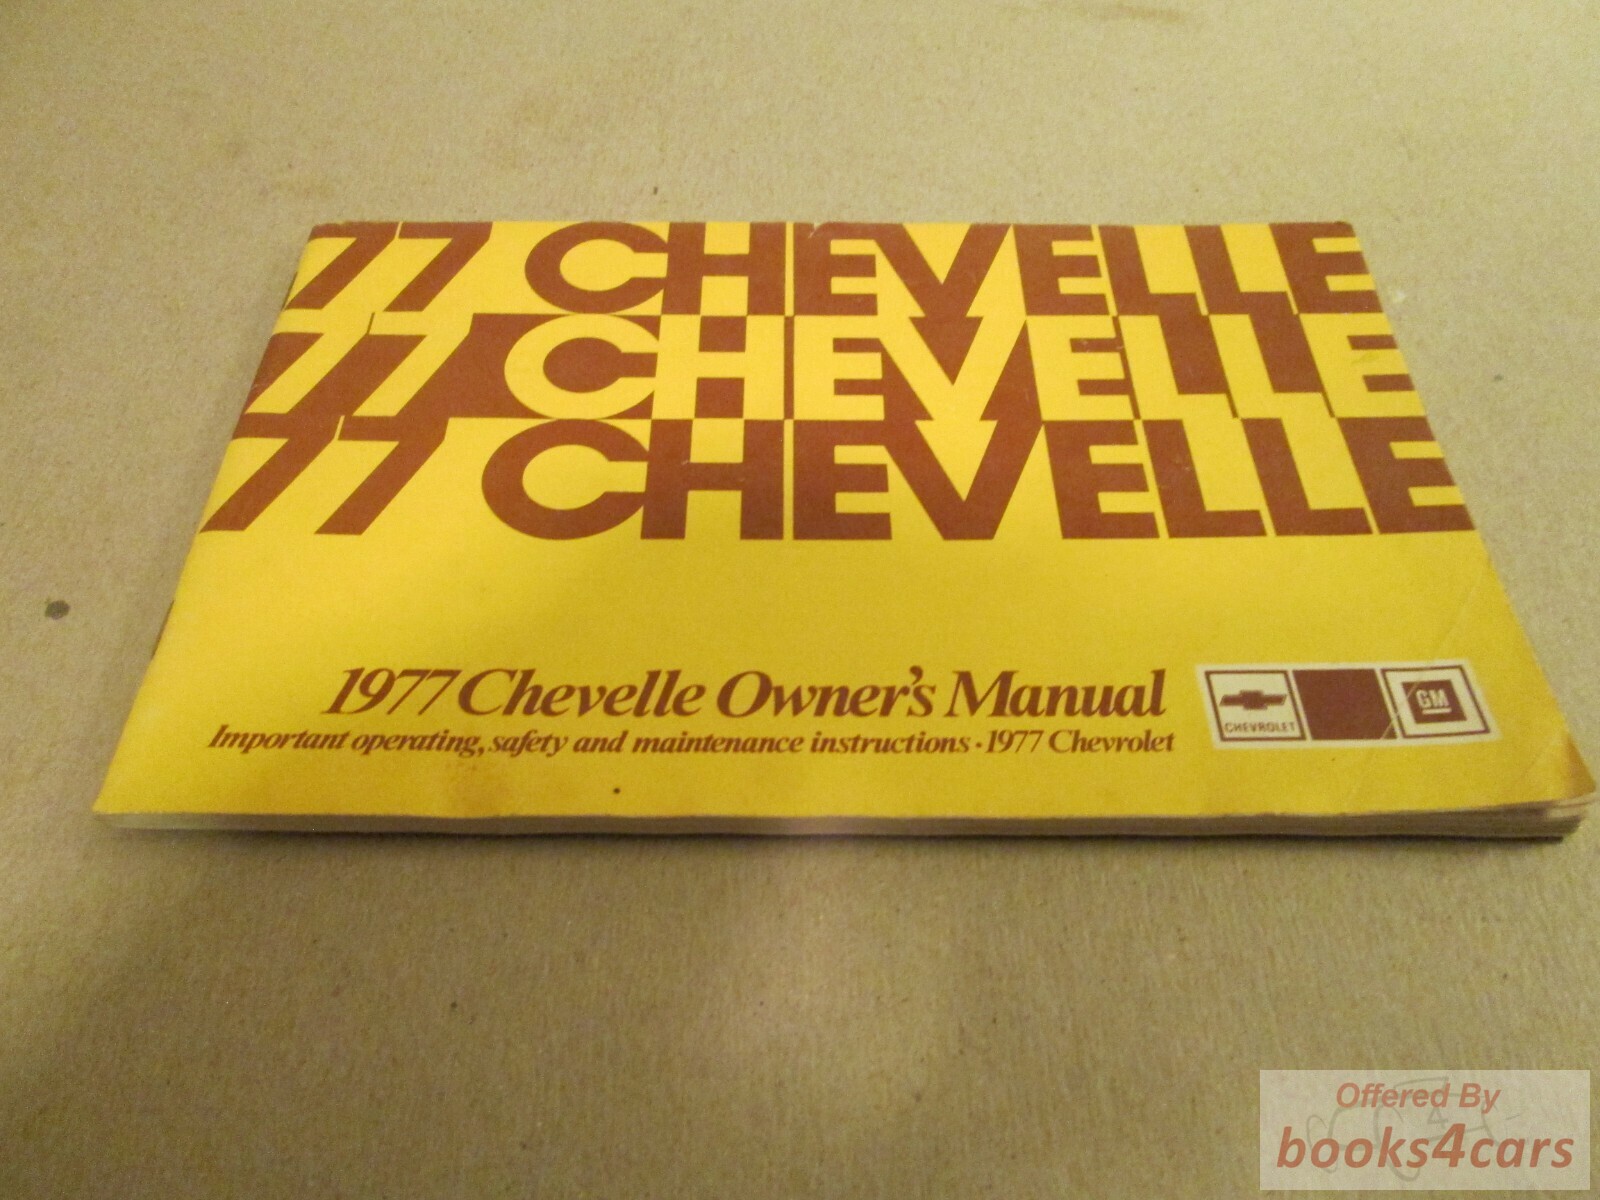 77 CHEVELLE
77 CHEVELLE
77 CHEVELLE
1977 Chevelle Owner's Manual
Important operating, safety and maintenance instructions · 1977 Chevrolet
CHEVROLET
GM
Offered By
books4cars